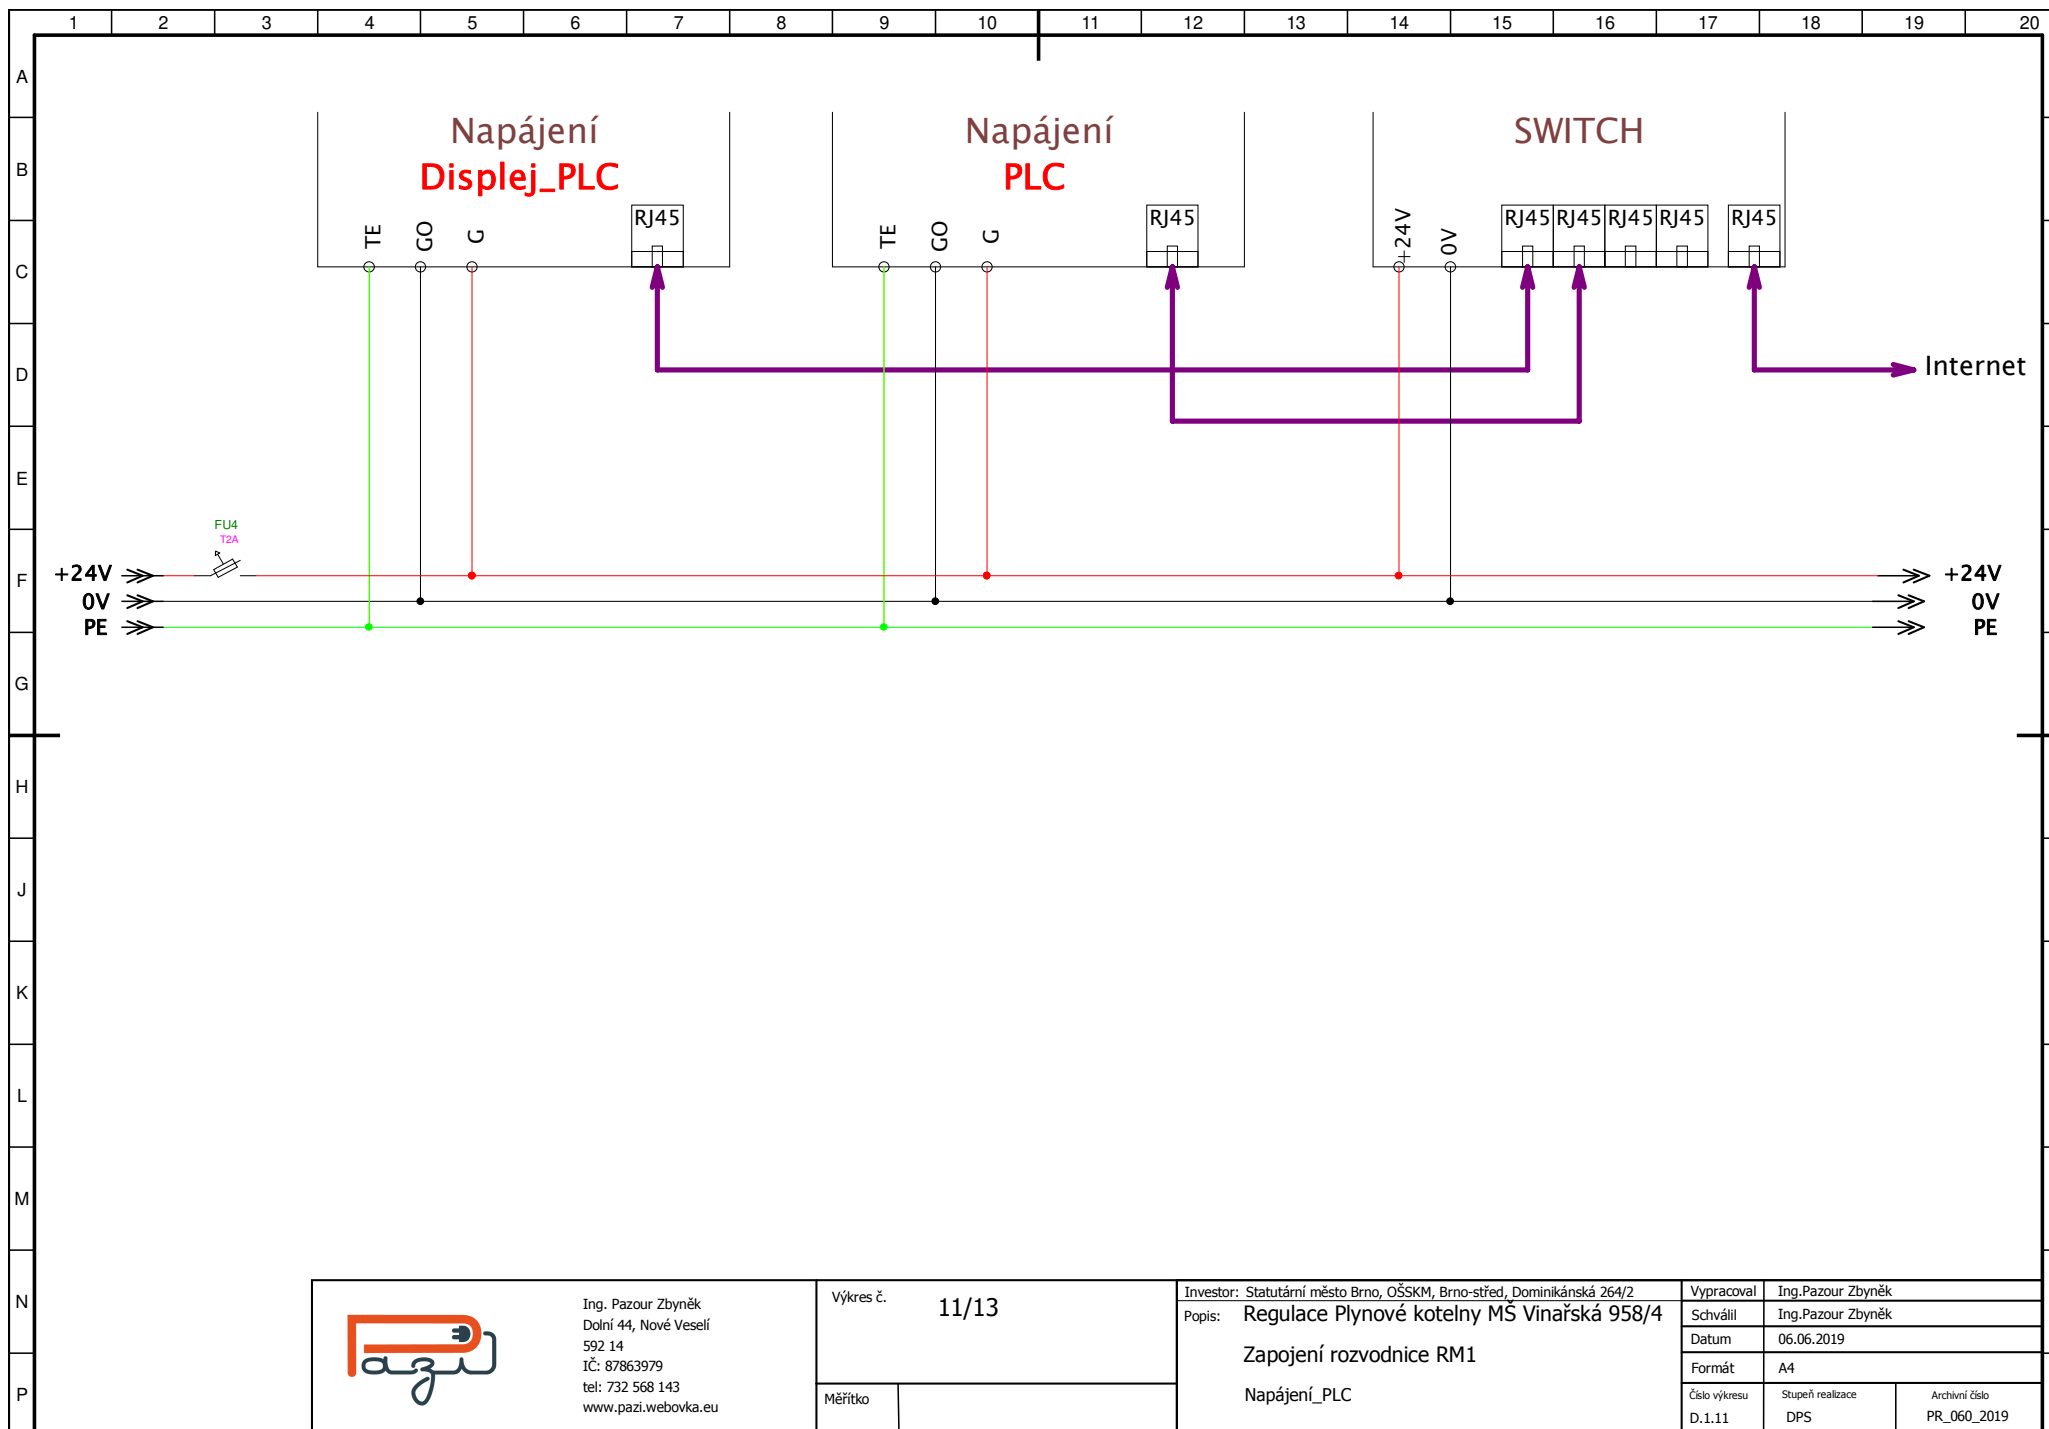 1 2 3 4 5 6 7 8 9 10 11 12 13 14 15 16 17 18 19 20
A
B
C
D
E
F
G
H
J
K
L
M
N
P
Napájení
Displej_PLC
TE GO G RJ45
Napájení
PLC
TE GO G RJ45
SWITCH
+24V 0V RJ45 RJ45 RJ45 RJ45 RJ45
Internet
FU4
T2A
+24V
0V
PE
+24V
0V
PE
Pazu
Ing. Pazour Zbyněk
Dolní 44, Nové Veselí
592 14
IČ: 87863979
tel: 732 568 143
www.pazi.webovka.eu
Výkres č. 11/13
Měřítko
Investor: Statutární město Brno, OŠSKM, Brno-střed, Dominikánská 264/2
Popis: Regulace Plynové kotelny MŠ Vinařská 958/4
Zapojení rozvodnice RM1
Napájení_PLC
Vypracoval Ing.Pazour Zbyněk
Schválil Ing.Pazour Zbyněk
Datum 06.06.2019
Formát A4
Číslo výkresu Stupeň realizace Archivní číslo
D.1.11 DPS PR_060_2019